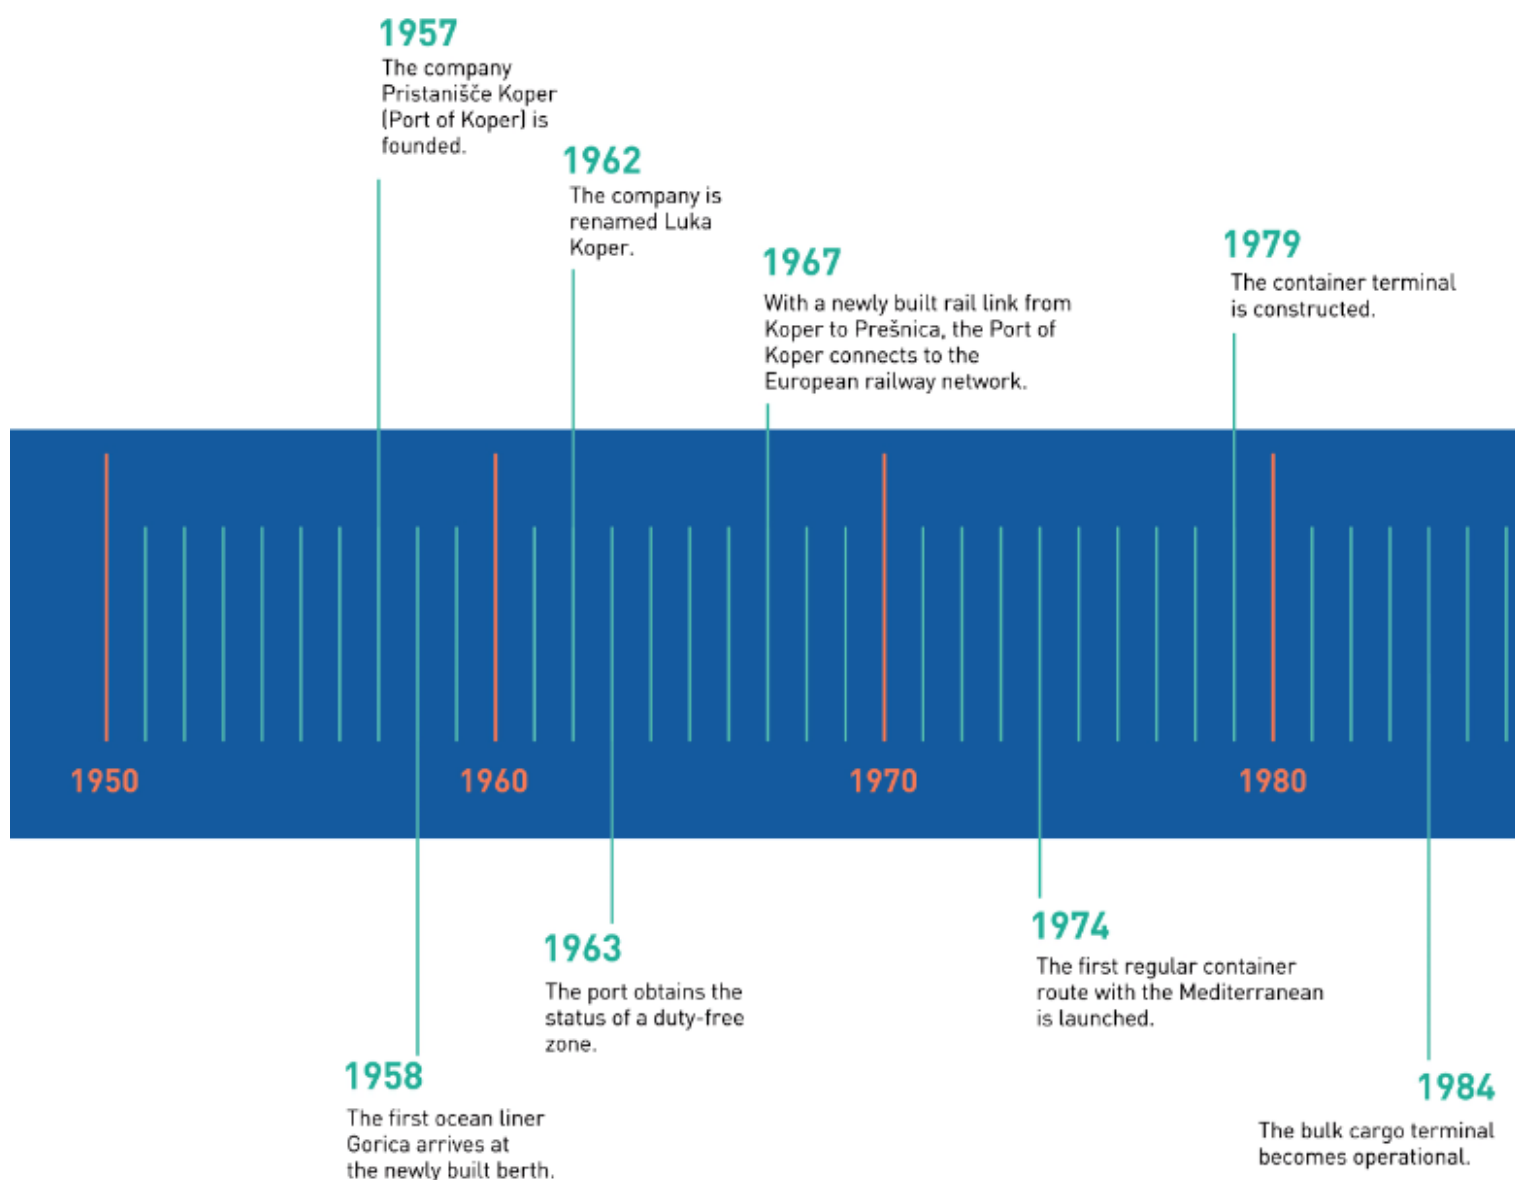 1957
The company
Pristanišče Koper
(Port of Koper) is
founded.
1962
The company is
renamed Luka
Koper.
1967
With a newly built rail link from
Koper to Prešnica, the Port of
Koper connects to the
European railway network.
1979
The container terminal
is constructed.
1950
1960
1970
1980
1958
The first ocean liner
Gorica arrives at
the newly built berth.
1963
The port obtains the
status of a duty-free
zone.
1974
The first regular container
route with the Mediterranean
is launched.
1984
The bulk cargo terminal
becomes operational.